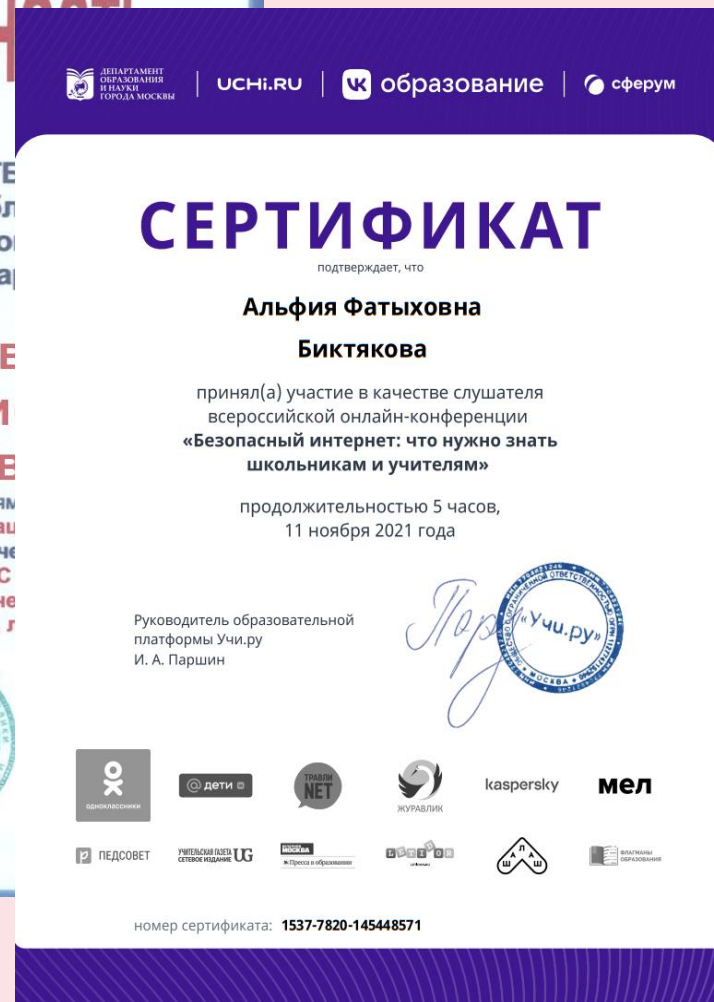 ДЕПАРТАМЕНТ
ОБРАЗОВАНИЯ
И НАУКИ
ГОРОДА МОСКВЫ
UCHi.RU
образование
сферум
СЕРТИФИКАТ
подтверждает, что
Альфия Фатыховна
Биктякова
принял(а) участие в качестве слушателя
всероссийской онлайн-конференции
«Безопасный интернет: что нужно знать
школьникам и учителям»
продолжительностью 5 часов,
11 ноября 2021 года
Руководитель образовательной
платформы Учи.ру
И. А. Паршин
«Учи.ру»
МОСКВА
одноклассники
@ дети
ТРАВЛИ
NET
ЖУРАВЛИК
kaspersky
мел
ПЕДСОВЕТ
УЧИТЕЛЬСКАЯ ГАЗЕТА
СЕТЕВОЕ ИЗДАНИЕ UG
МОСКВА
Пресса в образовании
ШАЛАШ
ФЛАГМАНЫ
ОБРАЗОВАНИЯ
номер сертификата: 1537-7820-145448571